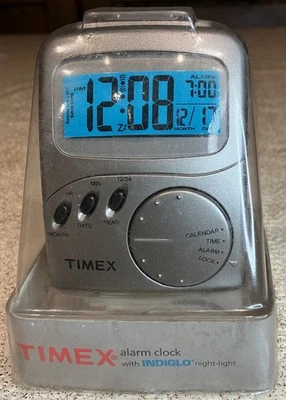 ALARM
PM 12:08 7:00
12/17
MONTH DAY
12/24
HR MIN
MONTH DATE YEAR
CALENDAR
TIME
ALARM
LOCK
TIMEX
TIMEX® alarm clock
with INDIGLO® night-light